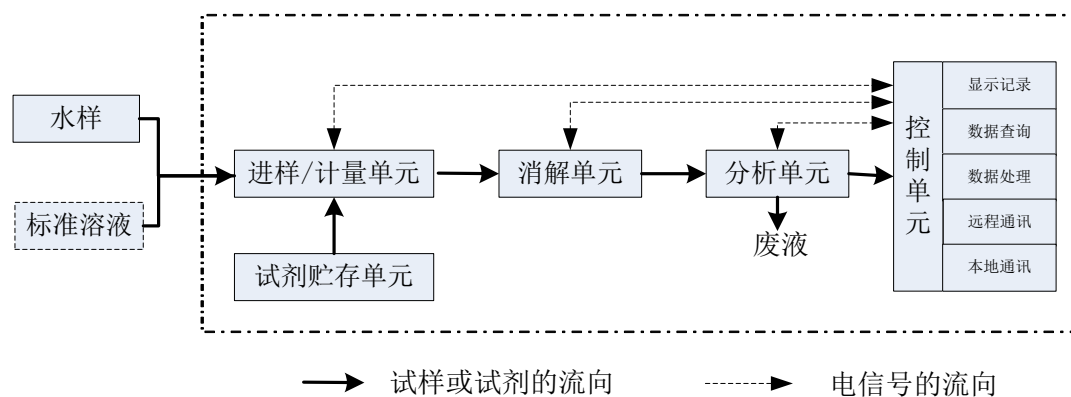 水样
标准溶液
进样/计量单元
试剂贮存单元
消解单元
分析单元
废液
控制单元
显示记录
数据查询
数据处理
远程通讯
本地通讯
试样或试剂的流向
电信号的流向